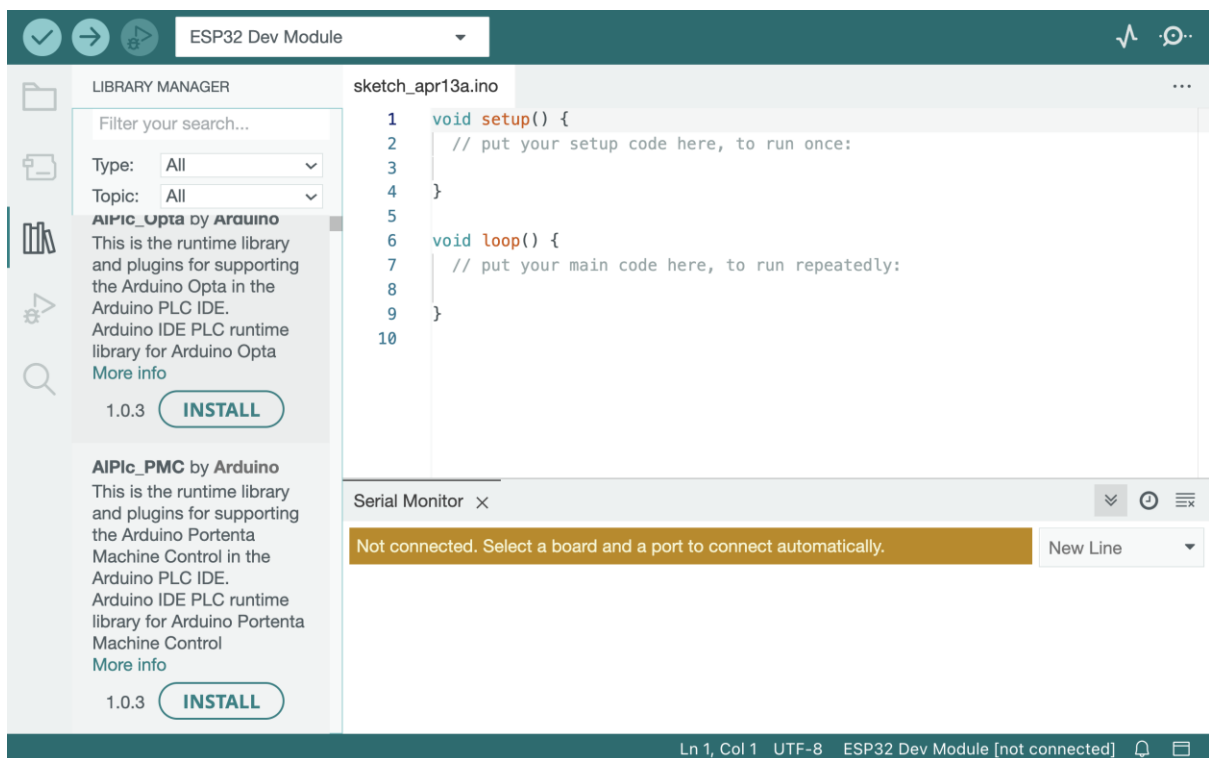 ESP32 Dev Module
LIBRARY MANAGER
Filter your search...
Type: All
Topic: All
AIPlc_Opta by Arduino
This is the runtime library
and plugins for supporting
the Arduino Opta in the
Arduino PLC IDE.
Arduino IDE PLC runtime
library for Arduino Opta
More info
1.0.3 INSTALL
AIPlc_PMC by Arduino
This is the runtime library
and plugins for supporting
the Arduino Portenta
Machine Control in the
Arduino PLC IDE.
Arduino IDE PLC runtime
library for Arduino Portenta
Machine Control
More info
1.0.3 INSTALL
sketch_apr13a.ino
1 void setup() {
2 // put your setup code here, to run once:
3
4 }
5
6 void loop() {
7 // put your main code here, to run repeatedly:
8
9 }
10
Serial Monitor
Not connected. Select a board and a port to connect automatically.
New Line
Ln 1, Col 1 UTF-8 ESP32 Dev Module [not connected]